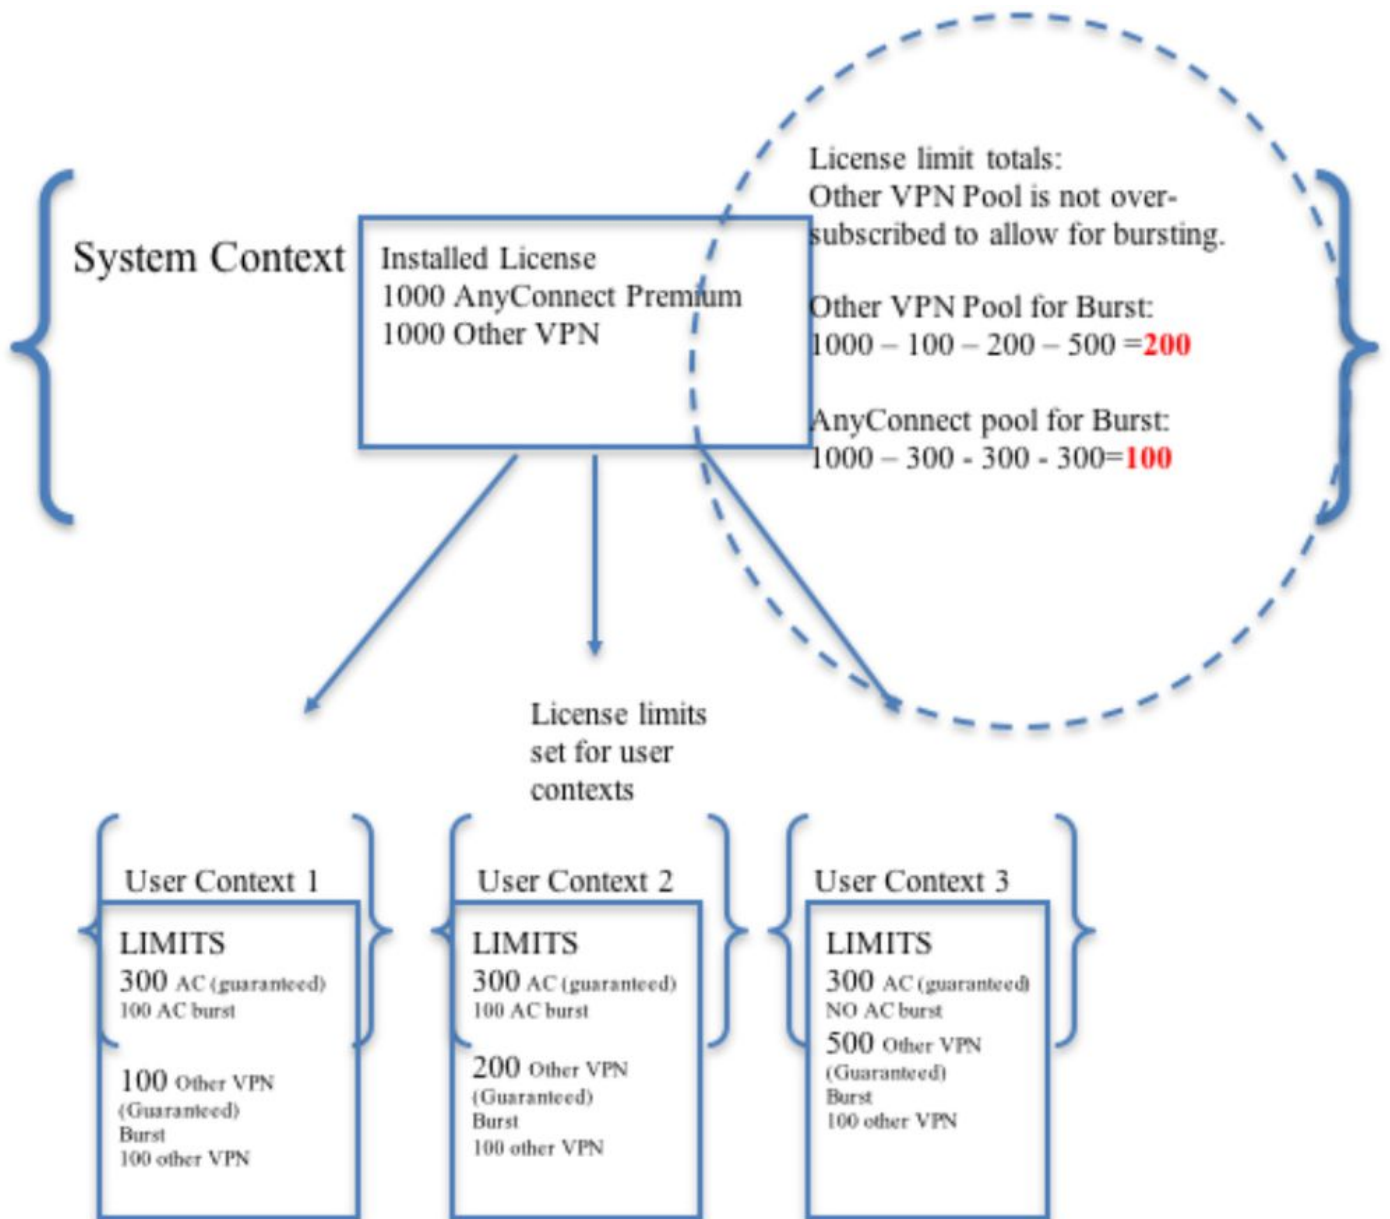 System Context
Installed License
1000 AnyConnect Premium
1000 Other VPN
License limit totals:
Other VPN Pool is not over-
subscribed to allow for bursting.
Other VPN Pool for Burst:
1000 – 100 – 200 – 500 =200
AnyConnect pool for Burst:
1000 – 300 - 300 - 300=100
License limits
set for user
contexts
User Context 1
LIMITS
300 AC (guaranteed)
100 AC burst
100 Other VPN
(Guaranteed)
Burst
100 other VPN
User Context 2
LIMITS
300 AC (guaranteed)
100 AC burst
200 Other VPN
(Guaranteed)
Burst
100 other VPN
User Context 3
LIMITS
300 AC (guaranteed)
NO AC burst
500 Other VPN
(Guaranteed)
Burst
100 other VPN